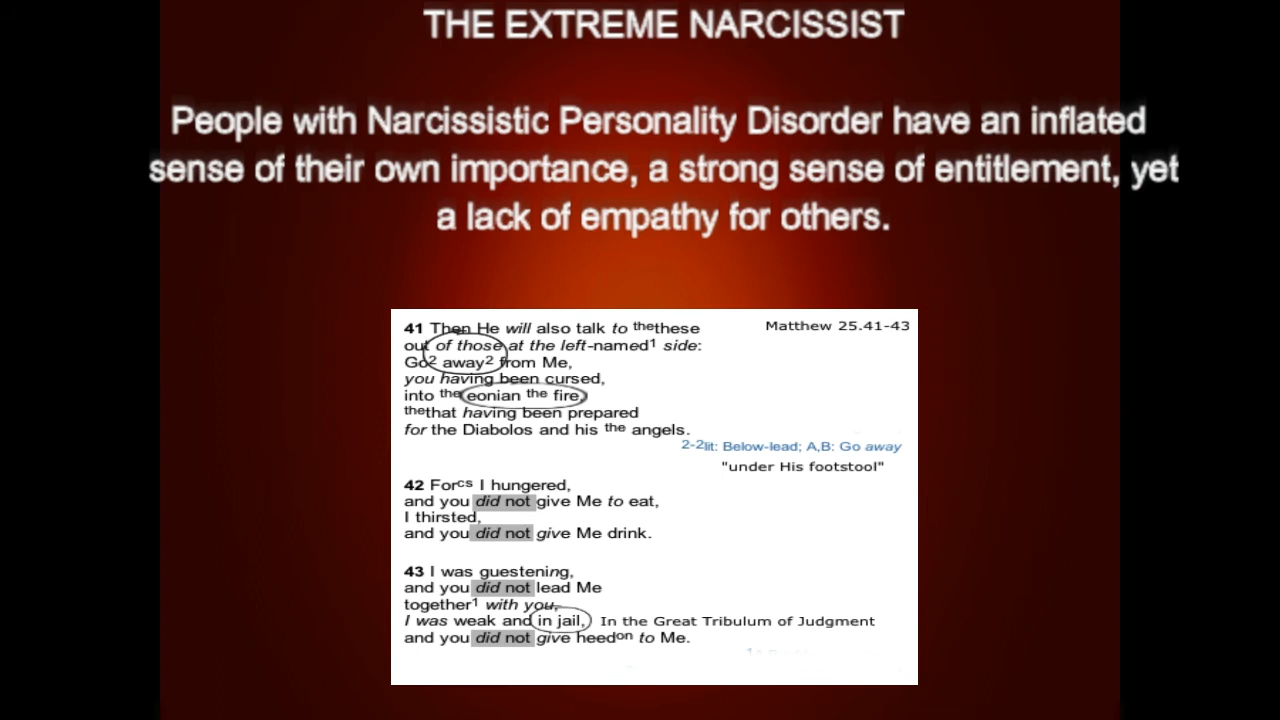 THE EXTREME NARCISSIST
People with Narcissistic Personality Disorder have an inflated
sense of their own importance, a strong sense of entitlement, yet
a lack of empathy for others.
41 Then He will also talk to thethese Matthew 25.41-43
out of those at the left-named1 side:
Go2 away2 from Me,
you having been cursed,
into the eonian the fire,
thethat having been prepared
for the Diabolos and his the angels.
2-2lit: Below-lead; A,B: Go away
"under His footstool"
42 Forcs I hungered,
and you did not give Me to eat,
I thirsted,
and you did not give Me drink.
43 I was guestening,
and you did not lead Me
together1 with you,
I was weak and in jail, In the Great Tribulum of Judgment
and you did not give heedon to Me.